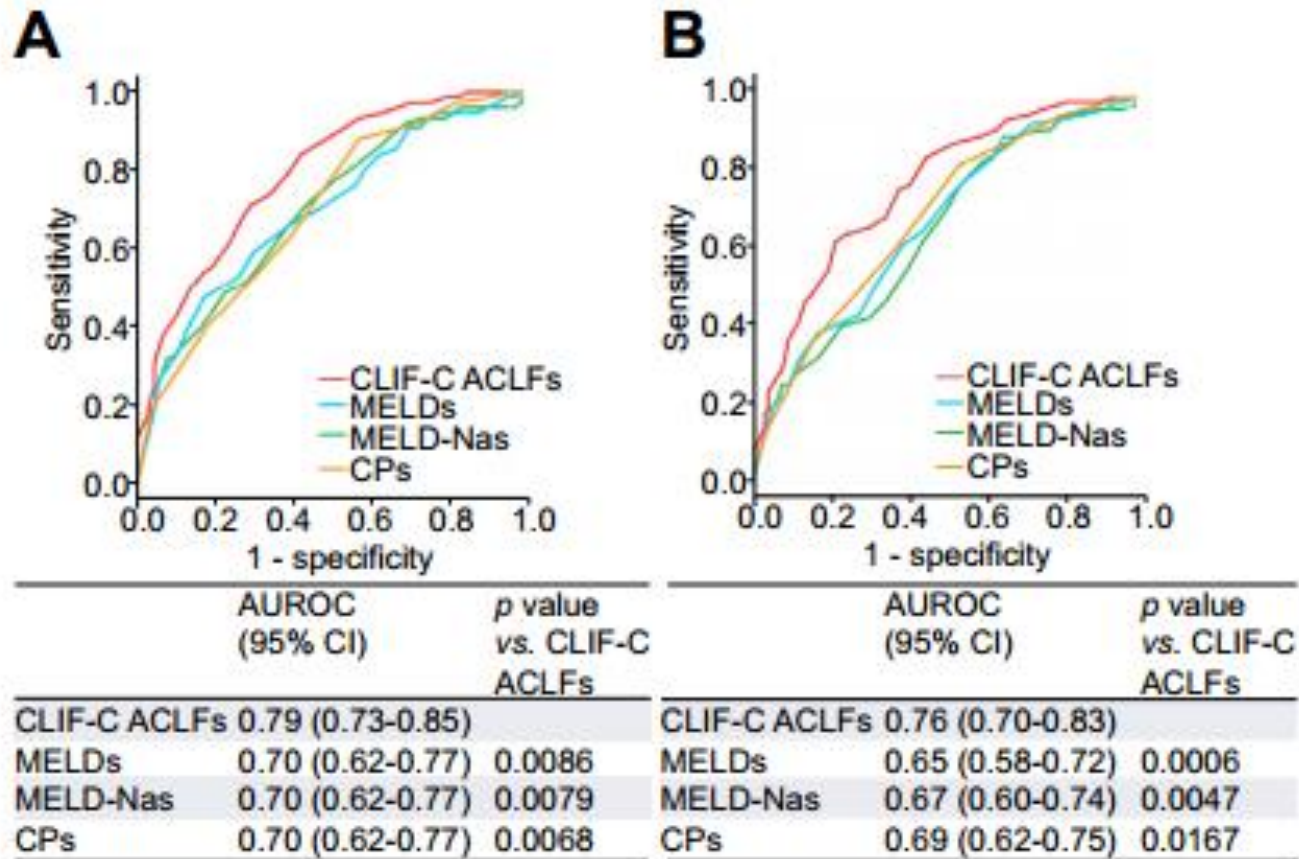 A
1.0
0.8
0.6
0.4
0.2
0.0
Sensitivity
CLIF-C ACLFs
MELDs
MELD-Nas
CPs
0.0 0.2 0.4 0.6 0.8 1.0
1 - specificity
AUROC p value
(95% CI) vs. CLIF-C
ACLFs
CLIF-C ACLFs 0.79 (0.73-0.85)
MELDs 0.70 (0.62-0.77) 0.0086
MELD-Nas 0.70 (0.62-0.77) 0.0079
CPs 0.70 (0.62-0.77) 0.0068
B
1.0
0.8
0.6
0.4
0.2
0.0
Sensitivity
CLIF-C ACLFs
MELDs
MELD-Nas
CPs
0.0 0.2 0.4 0.6 0.8 1.0
1 - specificity
AUROC p value
(95% CI) vs. CLIF-C
ACLFs
CLIF-C ACLFs 0.76 (0.70-0.83)
MELDs 0.65 (0.58-0.72) 0.0006
MELD-Nas 0.67 (0.60-0.74) 0.0047
CPs 0.69 (0.62-0.75) 0.0167